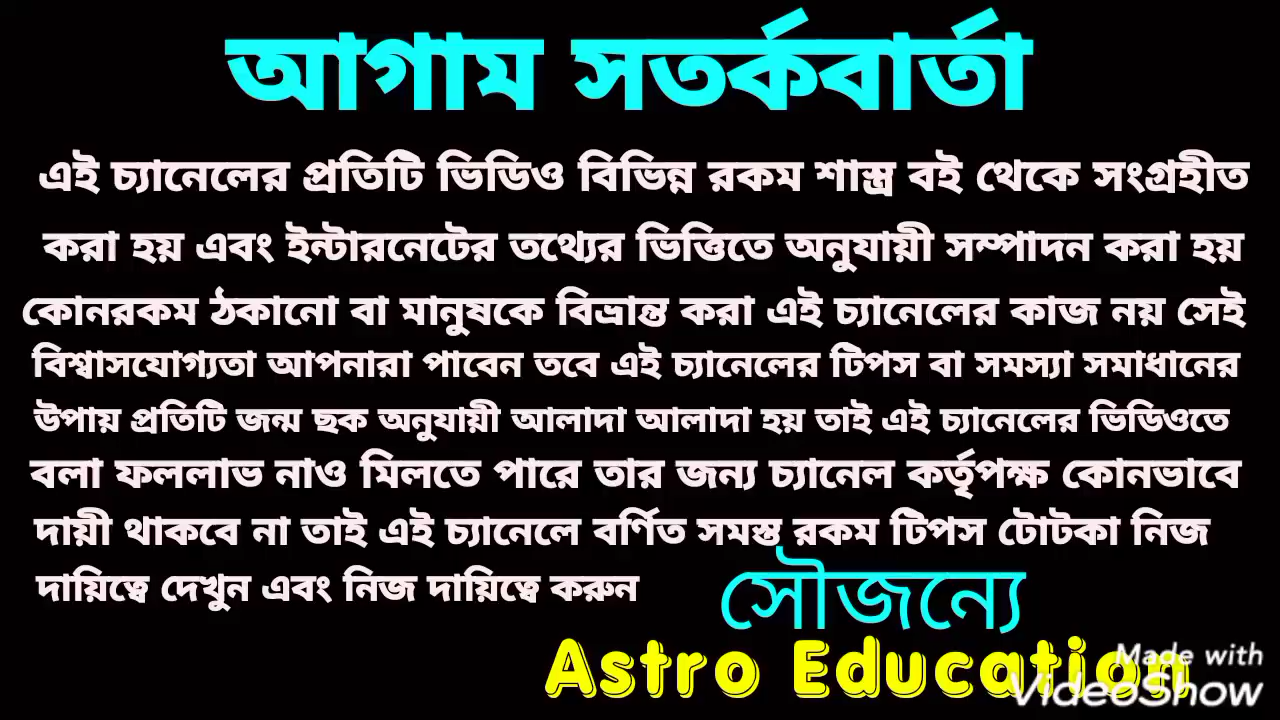 আগাম সতর্কবার্তা
এই চ্যানেলের প্রতিটি ভিডিও বিভিন্ন রকম শাস্ত্র বই থেকে সংগ্রহীত
করা হয় এবং ইন্টারনেটের তথ্যের ভিত্তিতে অনুযায়ী সম্পাদন করা হয়
কোনরকম ঠকানো বা মানুষকে বিভ্রান্ত করা এই চ্যানেলের কাজ নয় সেই
বিশ্বাসযোগ্যতা আপনারা পাবেন তবে এই চ্যানেলের টিপস বা সমস্যা সমাধানের
উপায় প্রতিটি জন্ম ছক অনুযায়ী আলাদা আলাদা হয় তাই এই চ্যানেলের ভিডিওতে
বলা ফললাভ নাও মিলতে পারে তার জন্য চ্যানেল কর্তৃপক্ষ কোনভাবে
দায়ী থাকবে না তাই এই চ্যানেলে বর্ণিত সমস্ত রকম টিপস টোটকা নিজ
দায়িত্বে দেখুন এবং নিজ দায়িত্বে করুন
সৌজন্যে
Astro Education
Made with
VideoShow